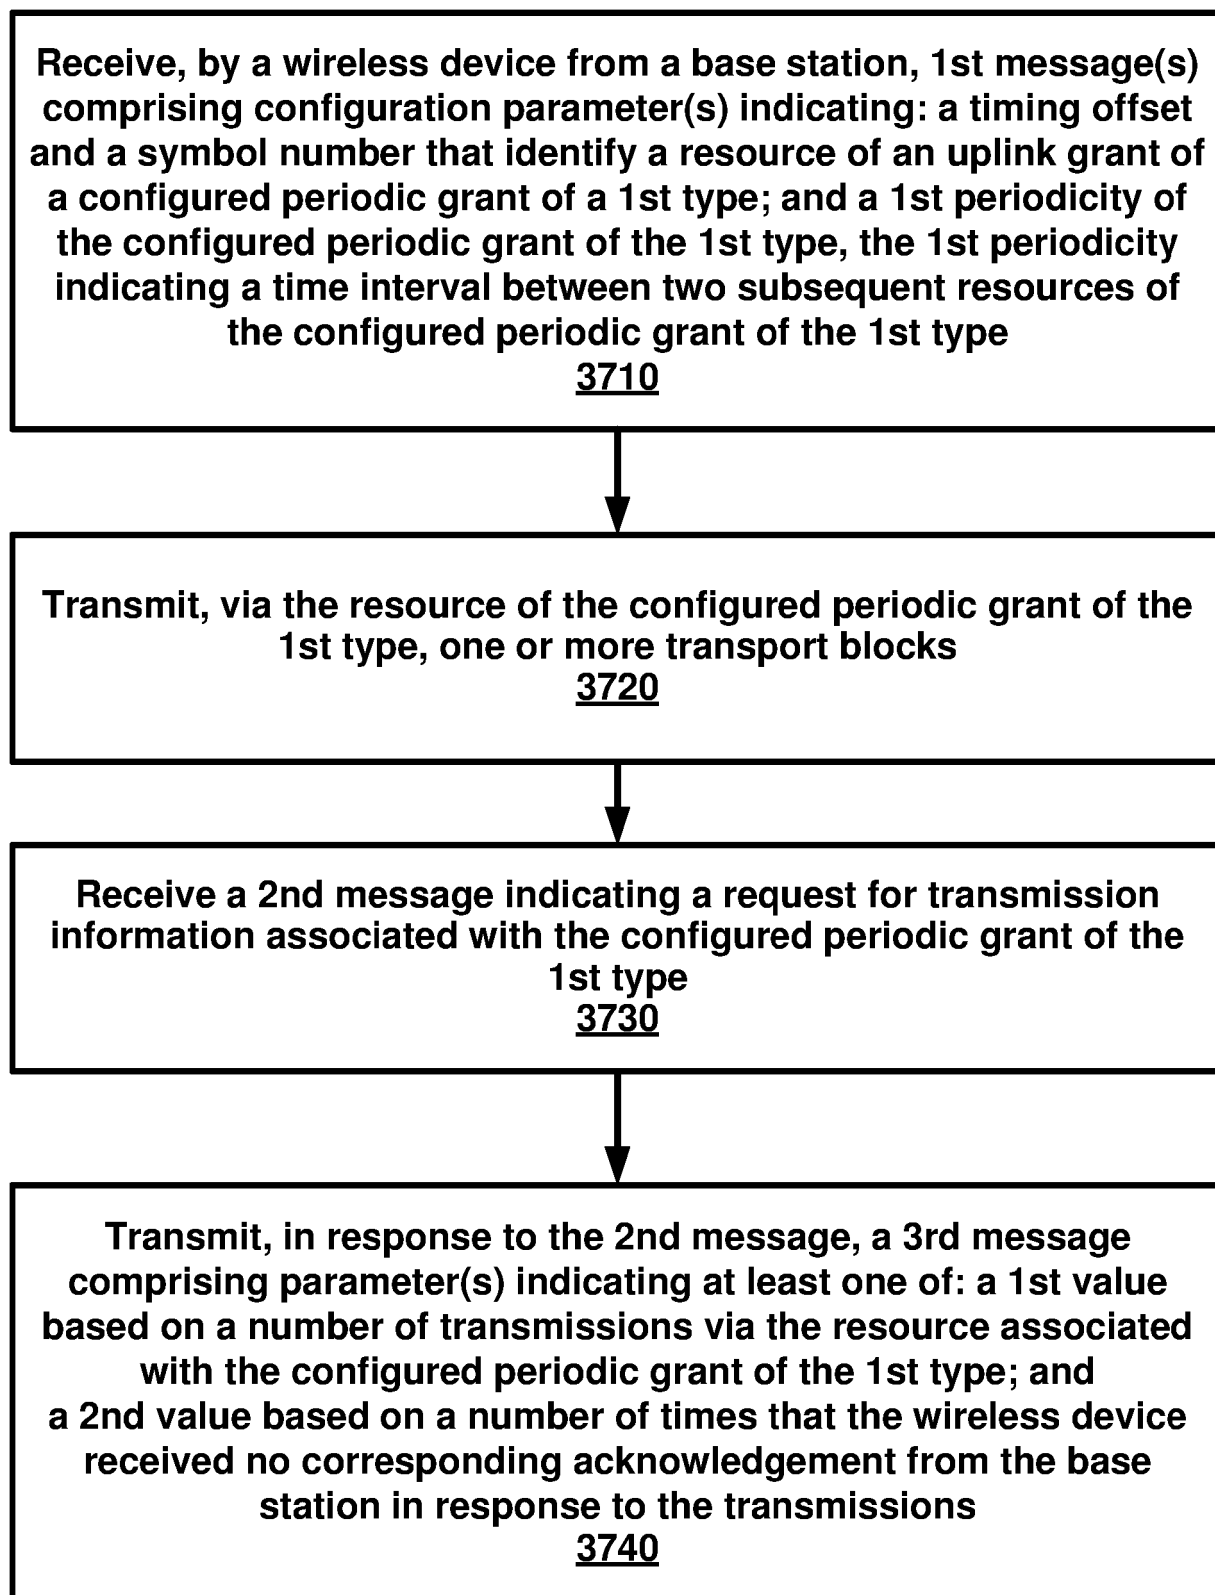 Receive, by a wireless device from a base station, 1st message(s)
comprising configuration parameter(s) indicating: a timing offset
and a symbol number that identify a resource of an uplink grant of
a configured periodic grant of a 1st type; and a 1st periodicity of
the configured periodic grant of the 1st type, the 1st periodicity
indicating a time interval between two subsequent resources of
the configured periodic grant of the 1st type
3710
Transmit, via the resource of the configured periodic grant of the
1st type, one or more transport blocks
3720
Receive a 2nd message indicating a request for transmission
information associated with the configured periodic grant of the
1st type
3730
Transmit, in response to the 2nd message, a 3rd message
comprising parameter(s) indicating at least one of: a 1st value
based on a number of transmissions via the resource associated
with the configured periodic grant of the 1st type; and
a 2nd value based on a number of times that the wireless device
received no corresponding acknowledgement from the base
station in response to the transmissions
3740